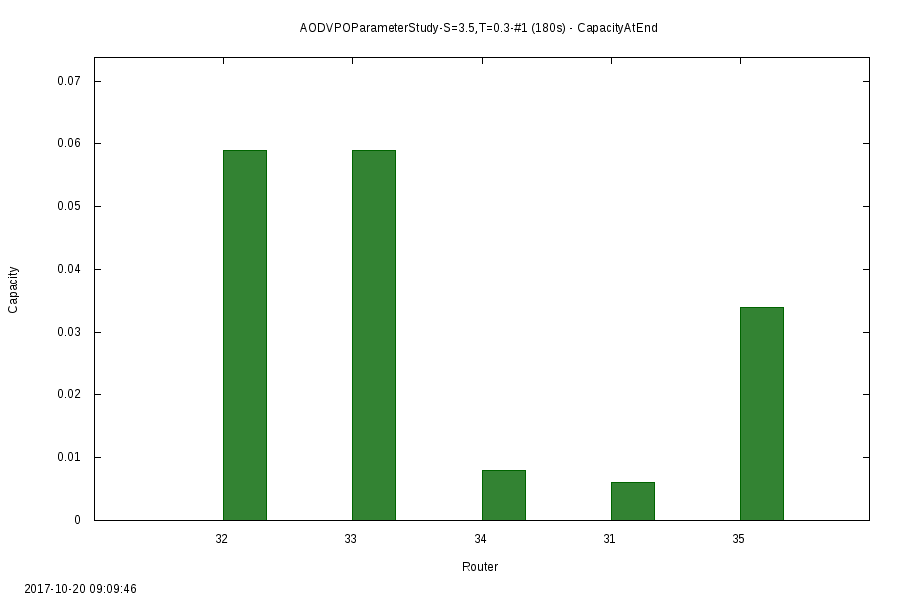 AODVPOParameterStudy-S=3.5,T=0.3-#1 (180s) - CapacityAtEnd
0.07
0.06
0.05
0.04
0.03
0.02
0.01
0
Capacity
32 33 34 31 35
Router
2017-10-20 09:09:46